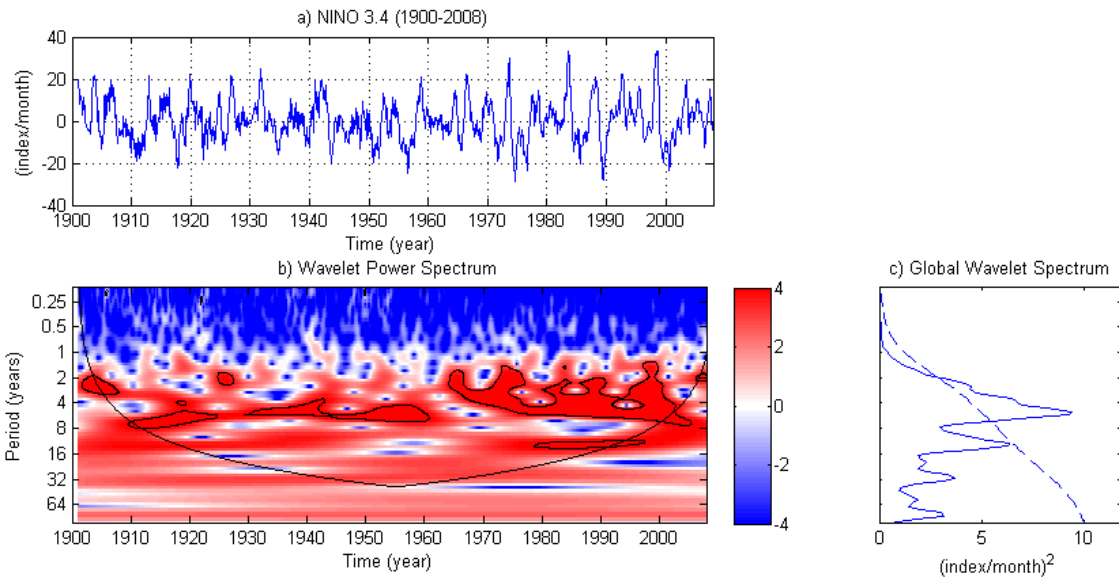 a) NINO 3.4 (1900-2008)
40
20
0
-20
-40
(index/month)
1900 1910 1920 1930 1940 1950 1960 1970 1980 1990 2000
Time (year)
b) Wavelet Power Spectrum
0.25
0.5
1
2
4
8
16
32
64
Period (years)
1900 1910 1920 1930 1940 1950 1960 1970 1980 1990 2000
Time (year)
4
2
0
-2
-4
c) Global Wavelet Spectrum
0 5 10
(index/month)²